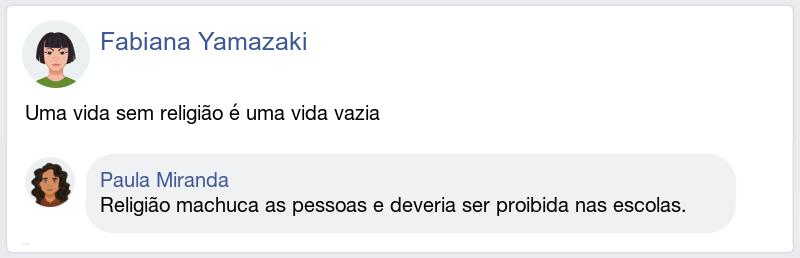 Fabiana Yamazaki
Uma vida sem religião é uma vida vazia
Paula Miranda
Religião machuca as pessoas e deveria ser proibida nas escolas.